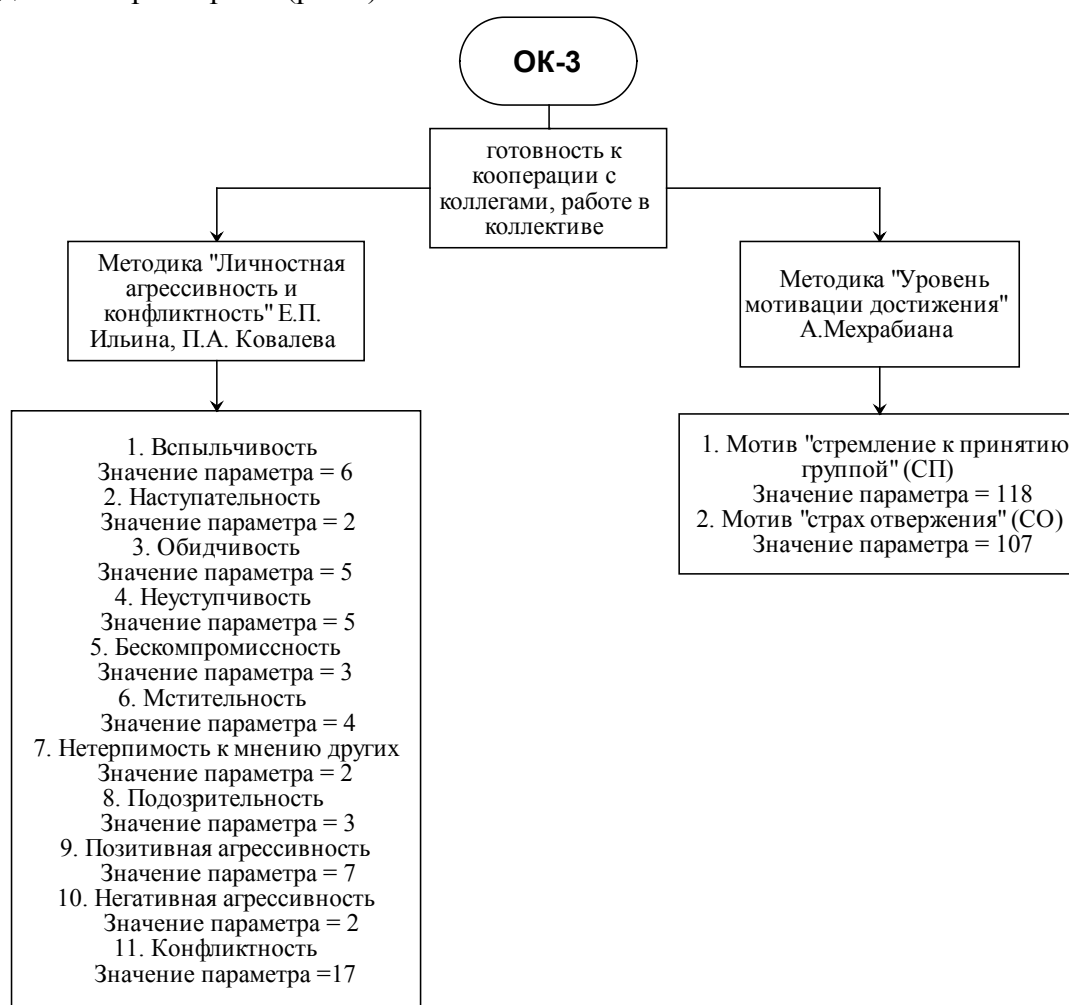 ОК-3
готовность к
кооперации с
коллегами, работе в
коллективе
Методика "Личностная
агрессивность и
конфликтность" Е.П.
Ильина, П.А. Ковалева
Методика "Уровень
мотивации достижения"
А.Мехрабиана
1. Вспыльчивость
Значение параметра = 6
2. Наступательность
Значение параметра = 2
3. Обидчивость
Значение параметра = 5
4. Неуступчивость
Значение параметра = 5
5. Бескомпромиссность
Значение параметра = 3
6. Мстительность
Значение параметра = 4
7. Нетерпимость к мнению других
Значение параметра = 2
8. Подозрительность
Значение параметра = 3
9. Позитивная агрессивность
Значение параметра = 7
10. Негативная агрессивность
Значение параметра = 2
11. Конфликтность
Значение параметра =17
1. Мотив "стремление к принятию
группой" (СП)
Значение параметра = 118
2. Мотив "страх отвержения" (СО)
Значение параметра = 107